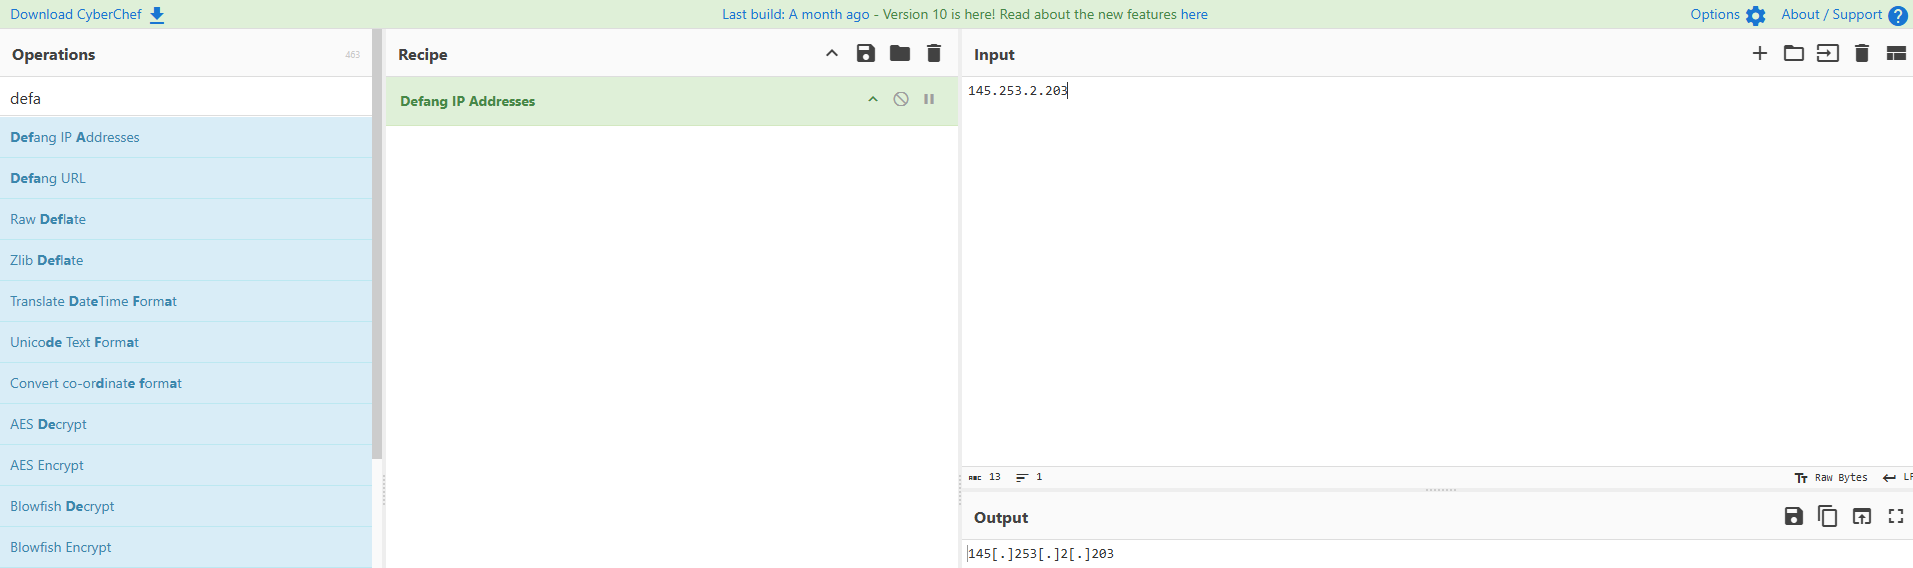 Download CyberChef
Last build: A month ago - Version 10 is here! Read about the new features here
Options
About / Support
Operations
463
defa
Defang IP Addresses
Defang URL
Raw Deflate
Zlib Deflate
Translate DateTime Format
Unicode Text Format
Convert co-ordinate format
AES Decrypt
AES Encrypt
Blowfish Decrypt
Blowfish Encrypt
Recipe
Defang IP Addresses
Input
145.253.2.203
ABC 13 1
Raw Bytes
LF
Output
145[.]253[.]2[.]203